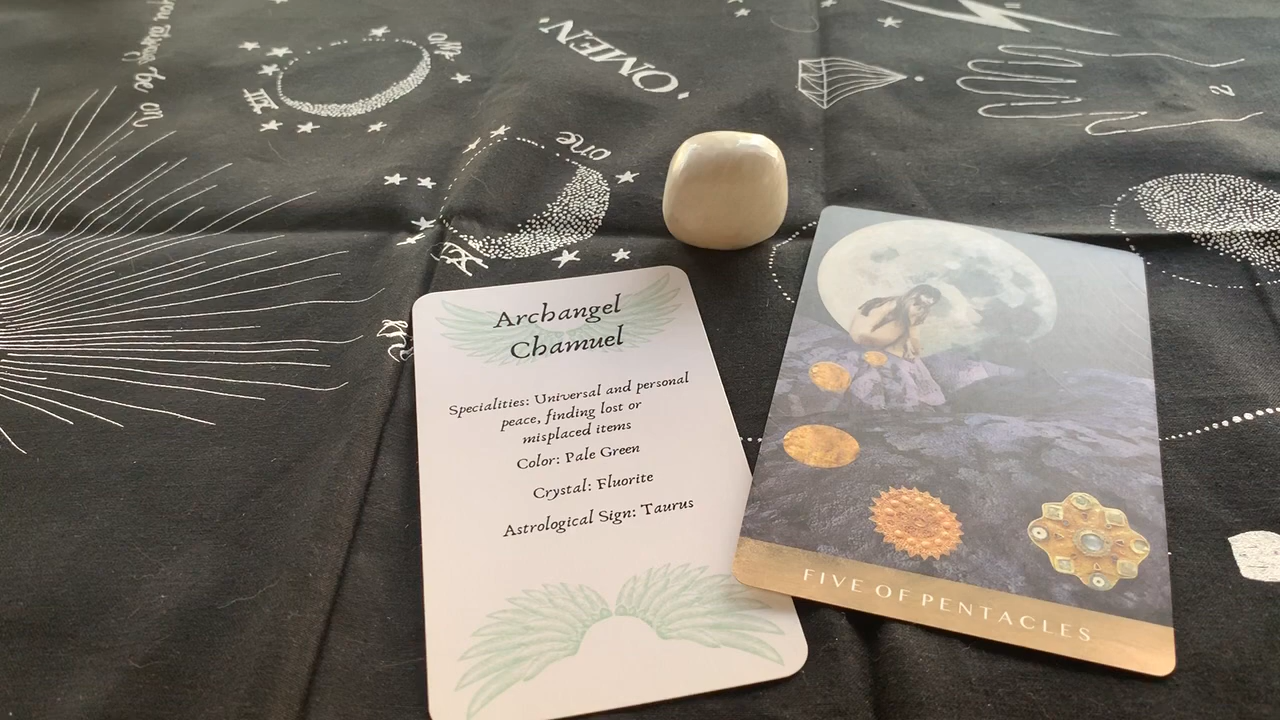 'OMEN'
one
Archangel
Chamuel
Specialities: Universal and personal
peace, finding lost or
misplaced items
Color: Pale Green
Crystal: Fluorite
Astrological Sign: Taurus
FIVE OF PENTACLES